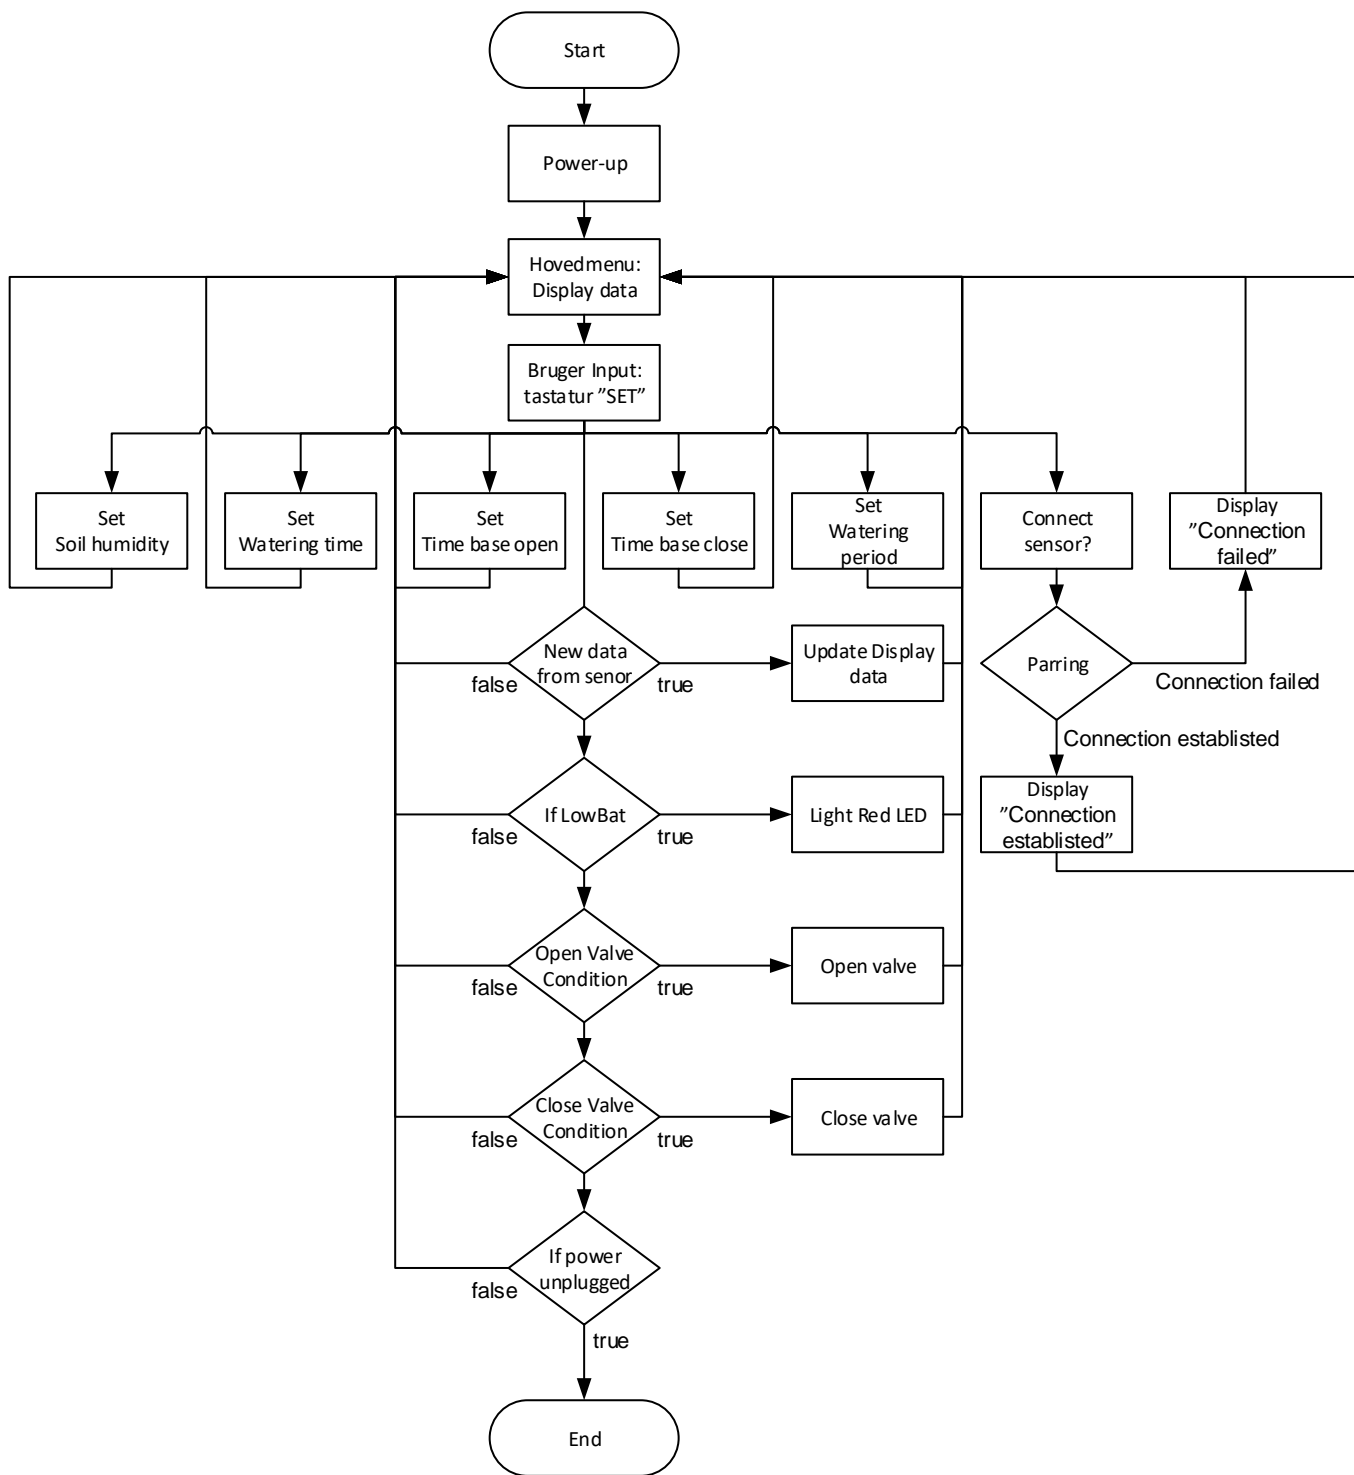 Start
Power-up
Hovedmenu:
Display data
Bruger Input:
tastatur ”SET”
Set
Soil humidity
Set
Watering time
Set
Time base open
Set
Time base close
Set
Watering
period
Connect
sensor?
Display
”Connection
failed”
New data
from senor
false
true
Update Display
data
Parring
Connection failed
Connection establisted
If LowBat
false
true
Light Red LED
Display
”Connection
establisted”
Open Valve
Condition
false
true
Open valve
Close Valve
Condition
false
true
Close valve
If power
unplugged
false
true
End